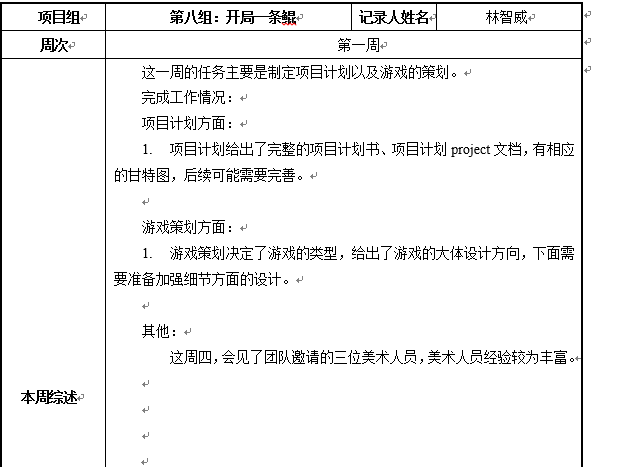 项目组 第八组：开局一条鲲 记录人姓名 林智威
周次 第一周
这一周的任务主要是制定项目计划以及游戏的策划。
完成工作情况：
项目计划方面：
1. 项目计划给出了完整的项目计划书、项目计划 project 文档，有相应
的甘特图，后续可能需要完善。
游戏策划方面：
1. 游戏策划决定了游戏的类型，给出了游戏的大体设计方向，下面需
要准备加强细节方面的设计。
其他：
这周四，会见了团队邀请的三位美术人员，美术人员经验较为丰富。
本周综述